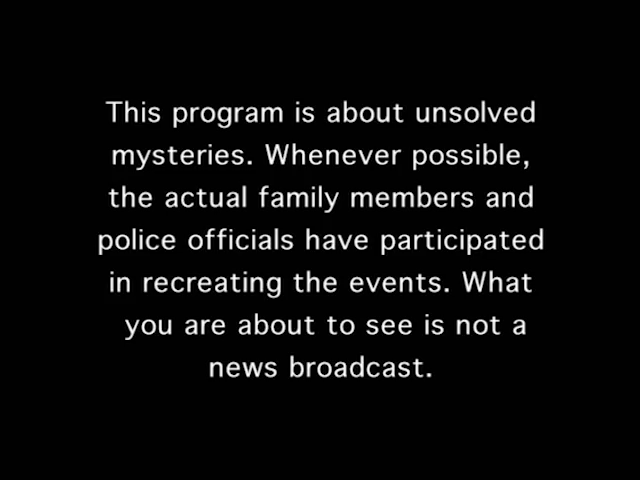 This program is about unsolved
mysteries. Whenever possible,
the actual family members and
police officials have participated
in recreating the events. What
you are about to see is not a
news broadcast.